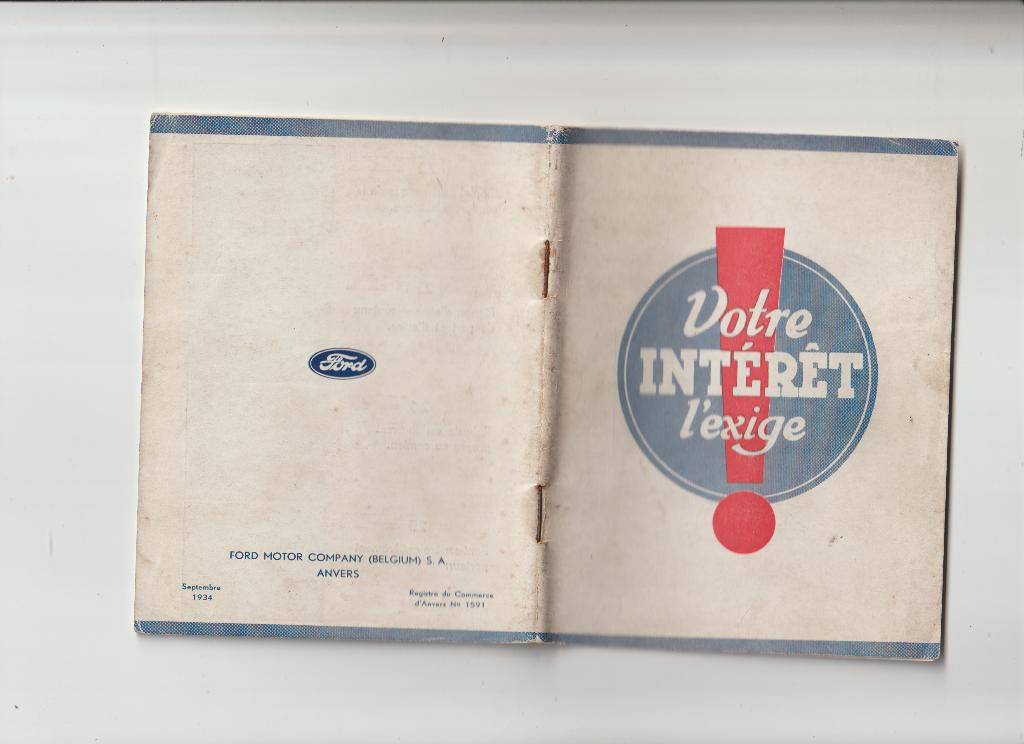 Ford
FORD MOTOR COMPANY (BELGIUM) S. A.
ANVERS
Septembre
1934
Registre du Commerce
d'Anvers Nº 1591
Votre
INTÉRÊT
l'exige